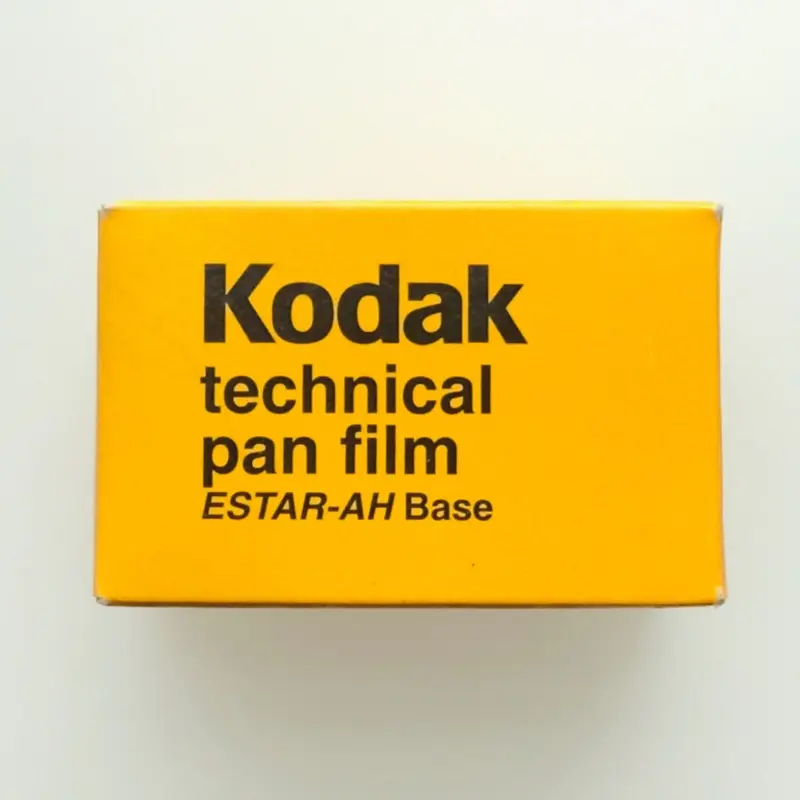 Kodak
technical
pan film
ESTAR-AH Base